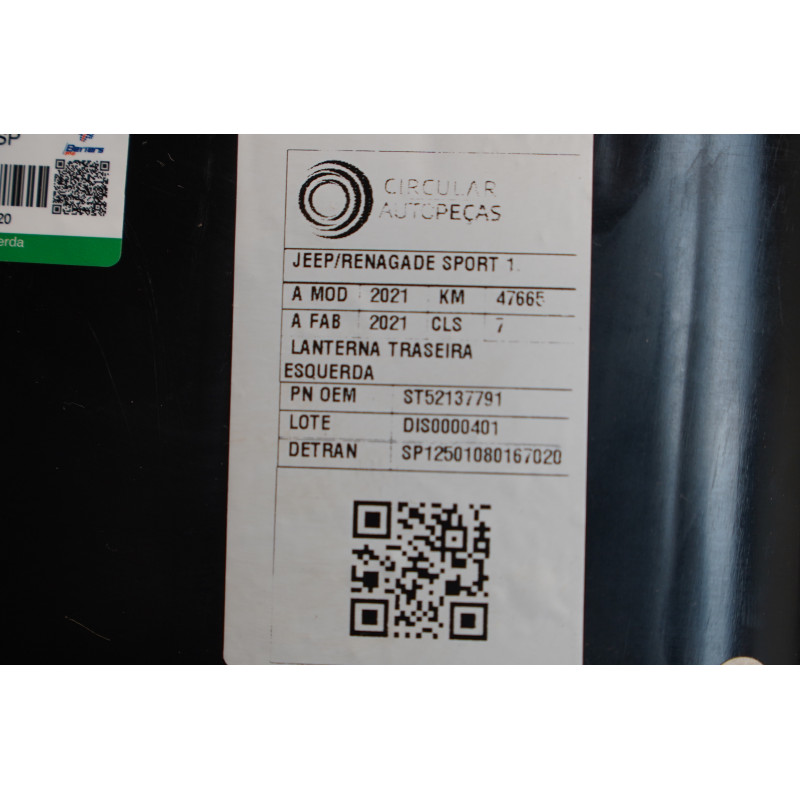 SP
20
erda
CIRCULAR
AUTOPEÇAS
JEEP/RENAGADE SPORT 1.
A MOD 2021 KM 47665
A FAB 2021 CLS 7
LANTERNA TRASEIRA
ESQUERDA
PN OEM ST52137791
LOTE DIS0000401
DETRAN SP12501080167020